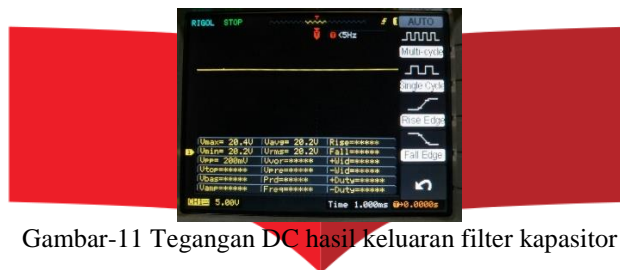 RIGOL STOP <5Hz AUTO
Multi-cycle
Single Cycle
Rise Edge
Fall Edge
Vmax= 20.4V Vavg= 20.2V Rise=*****
Vmin= 20.2V Vrms= 20.2V Fall=*****
Vpp= 200mV Vovr=***** +Wid=*****
Vtop=***** Vpre=***** -Wid=*****
Vbas=***** Prd=***** +Duty=*****
Vamp=***** Freq=***** -Duty=*****
CH1 5.00V Time 1.000ms 0.0000s
Gambar-11 Tegangan DC hasil keluaran filter kapasitor